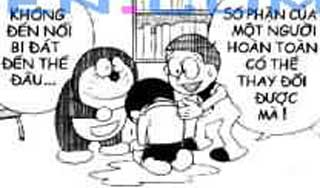 KHÔNG
ĐẾN NỖI
BI ĐÁT
ĐẾN THẾ
ĐÂU...
SỐ PHẬN CỦA
MỘT NGƯỜI
HOÀN TOÀN
CÓ THỂ
THAY ĐỔI
ĐƯỢC
MÀ!